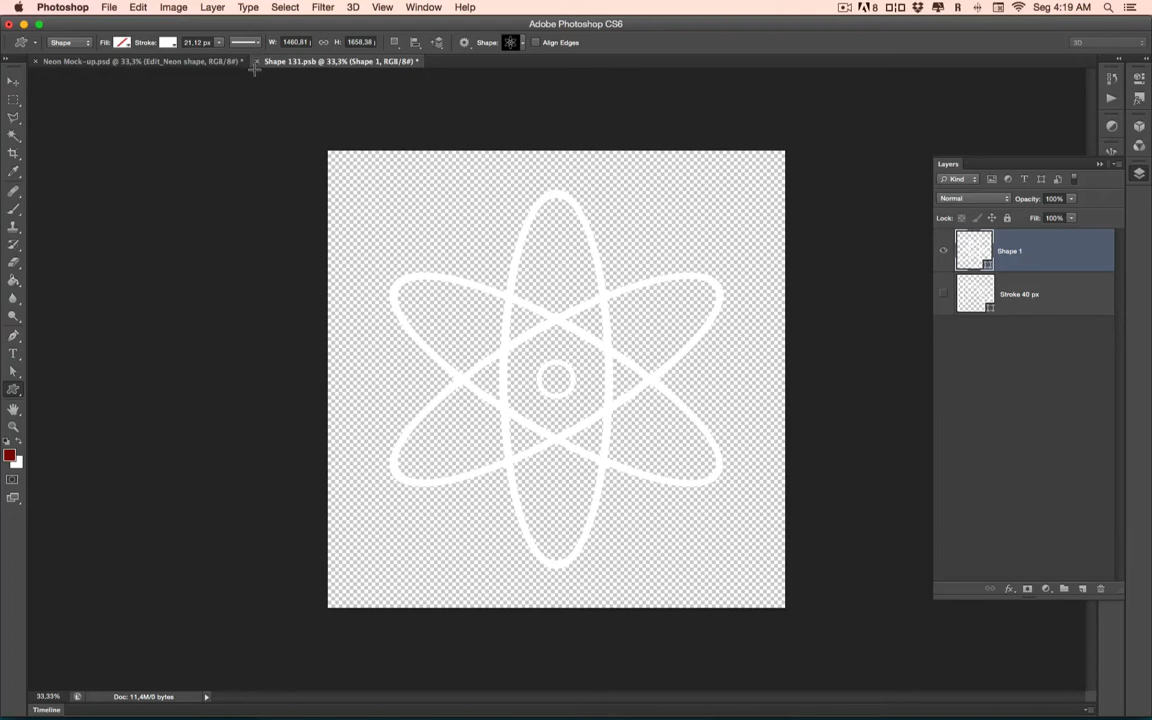 Photoshop File Edit Image Layer Type Select Filter 3D View Window Help 8 R Seg 4:19 AM
Adobe Photoshop CS6
Shape Fill: Stroke: 21,12 px W: 1460,81 H: 1658,38 Shape: Align Edges 3D
Neon Mock-up.psd @ 33,3% (Edit_Neon shape, RGB/8#) * Shape 131.psb @ 33,3% (Shape 1, RGB/8#) *
Layers
Kind
Normal Opacity: 100%
Lock: Fill: 100%
Shape 1
Stroke 40 px
33,33% Doc: 11,4M/0 bytes
Timeline